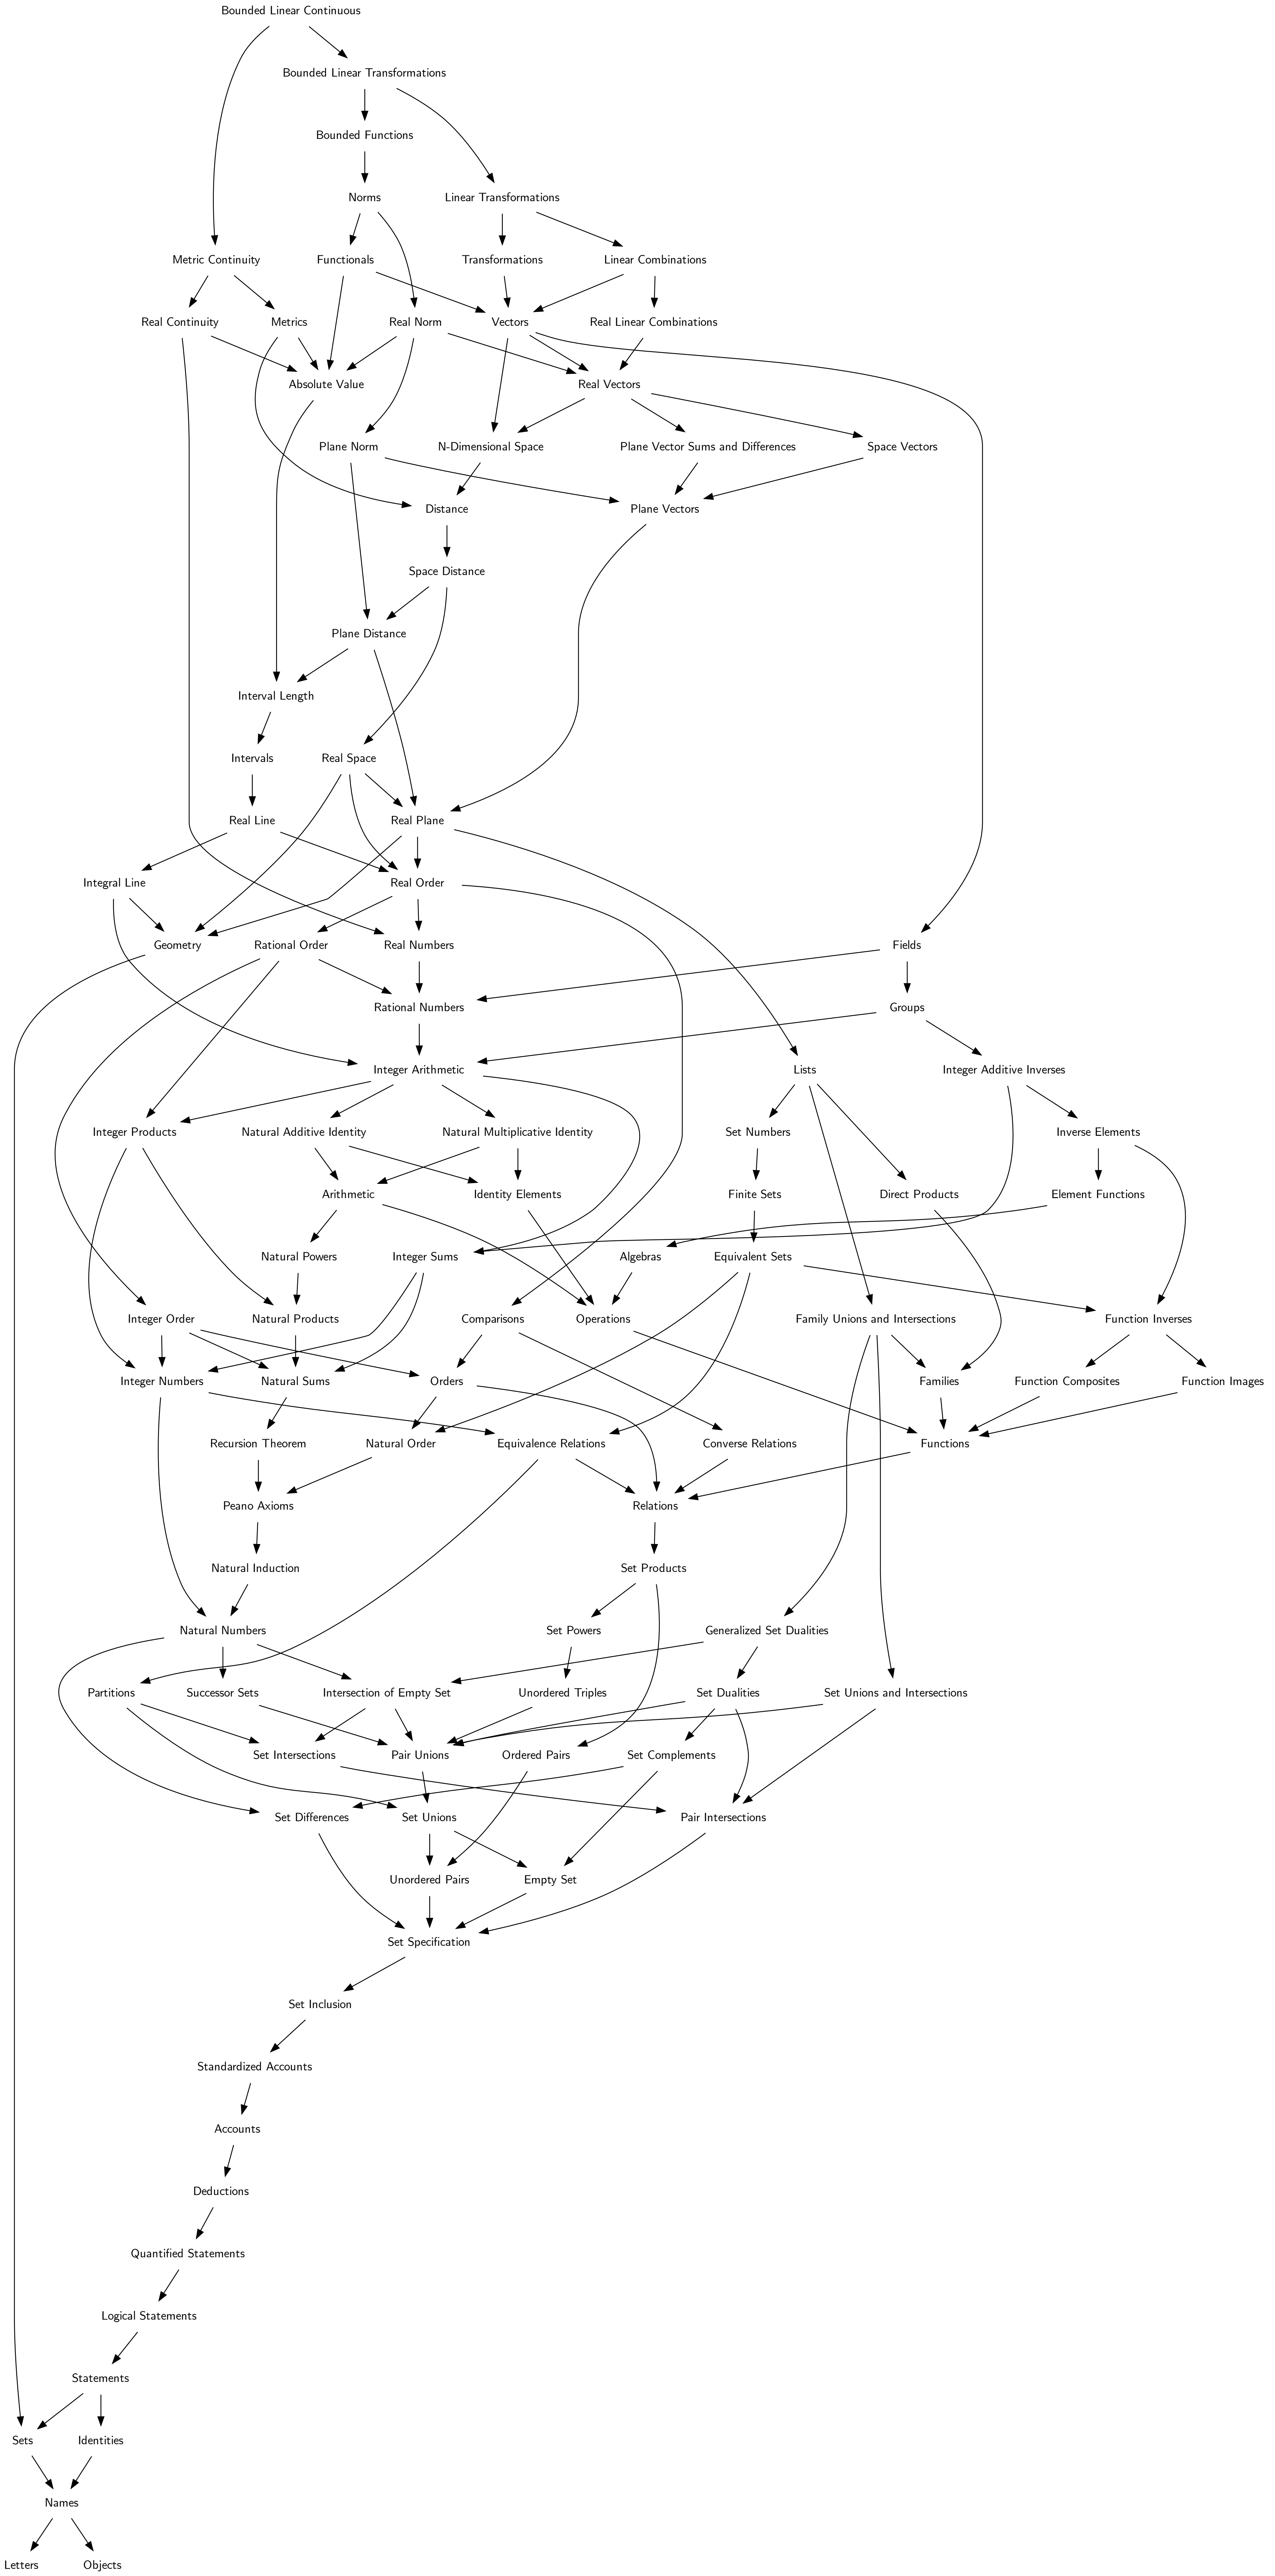 Bounded Linear Continuous
Bounded Linear Transformations
Bounded Functions
Norms
Linear Transformations
Metric Continuity
Functionals
Transformations
Linear Combinations
Real Continuity
Metrics
Real Norm
Vectors
Real Linear Combinations
Absolute Value
Real Vectors
Plane Norm
N-Dimensional Space
Plane Vector Sums and Differences
Space Vectors
Distance
Plane Vectors
Space Distance
Plane Distance
Interval Length
Intervals
Real Space
Real Line
Real Plane
Integral Line
Real Order
Geometry
Rational Order
Real Numbers
Fields
Rational Numbers
Groups
Integer Arithmetic
Lists
Integer Additive Inverses
Integer Products
Natural Additive Identity
Natural Multiplicative Identity
Set Numbers
Inverse Elements
Arithmetic
Identity Elements
Finite Sets
Direct Products
Element Functions
Natural Powers
Integer Sums
Algebras
Equivalent Sets
Integer Order
Natural Products
Comparisons
Operations
Family Unions and Intersections
Function Inverses
Integer Numbers
Natural Sums
Orders
Families
Function Composites
Function Images
Recursion Theorem
Natural Order
Equivalence Relations
Converse Relations
Functions
Peano Axioms
Relations
Natural Induction
Set Products
Natural Numbers
Set Powers
Generalized Set Dualities
Partitions
Successor Sets
Intersection of Empty Set
Unordered Triples
Set Dualities
Set Unions and Intersections
Set Intersections
Pair Unions
Ordered Pairs
Set Complements
Set Differences
Set Unions
Pair Intersections
Unordered Pairs
Empty Set
Set Specification
Set Inclusion
Standardized Accounts
Accounts
Deductions
Quantified Statements
Logical Statements
Statements
Sets
Identities
Names
Letters
Objects